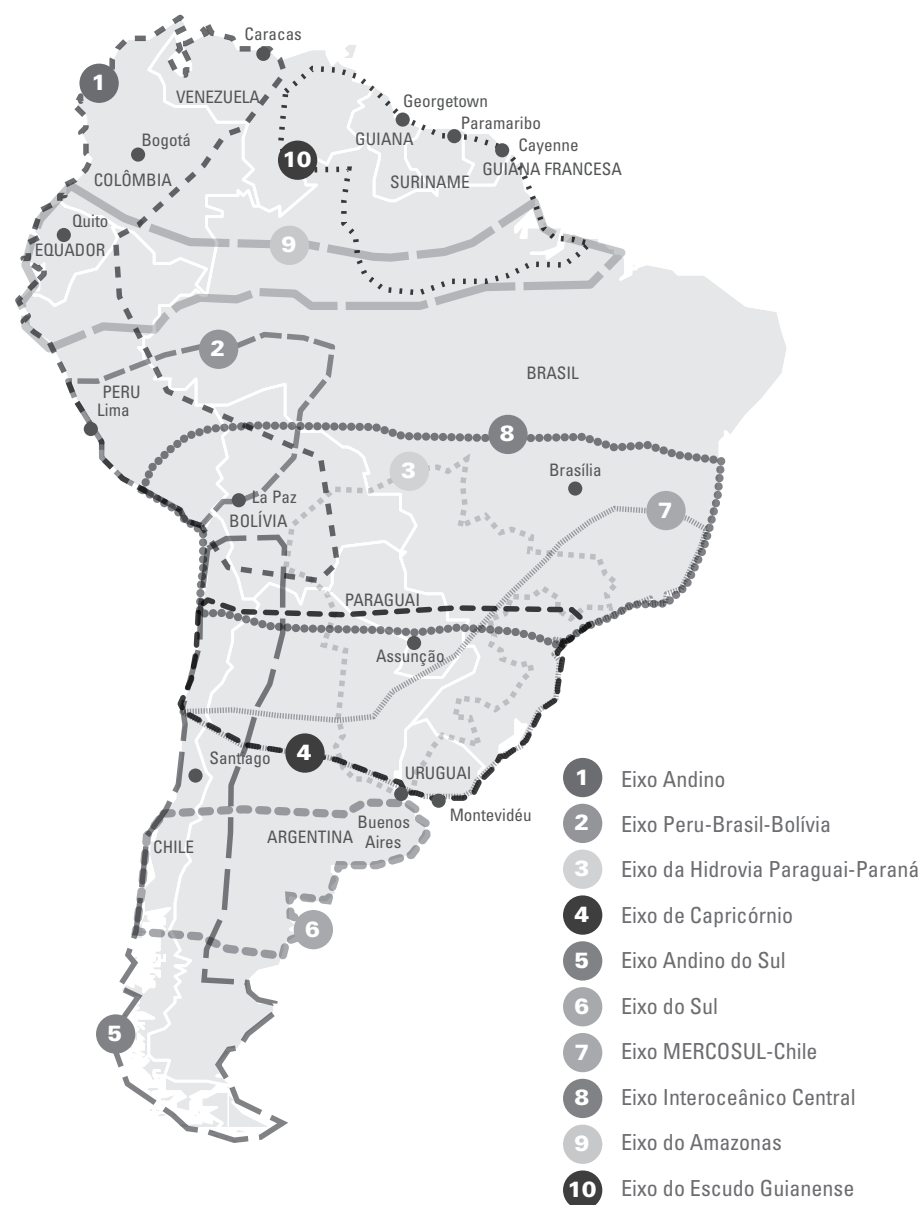 Caracas
1
VENEZUELA
Georgetown
Paramaribo
Bogotá
GUIANA
Cayenne
10
GUIANA FRANCESA
COLÔMBIA
SURINAME
Quito
9
EQUADOR
2
BRASIL
PERU
Lima
8
3
Brasília
La Paz
7
BOLÍVIA
PARAGUAI
Assunção
4
Santiago
URUGUAI
Montevidéu
Buenos
Aires
ARGENTINA
CHILE
6
5
1 Eixo Andino
2 Eixo Peru-Brasil-Bolívia
3 Eixo da Hidrovia Paraguai-Paraná
4 Eixo de Capricórnio
5 Eixo Andino do Sul
6 Eixo do Sul
7 Eixo MERCOSUL-Chile
8 Eixo Interoceânico Central
9 Eixo do Amazonas
10 Eixo do Escudo Guianense